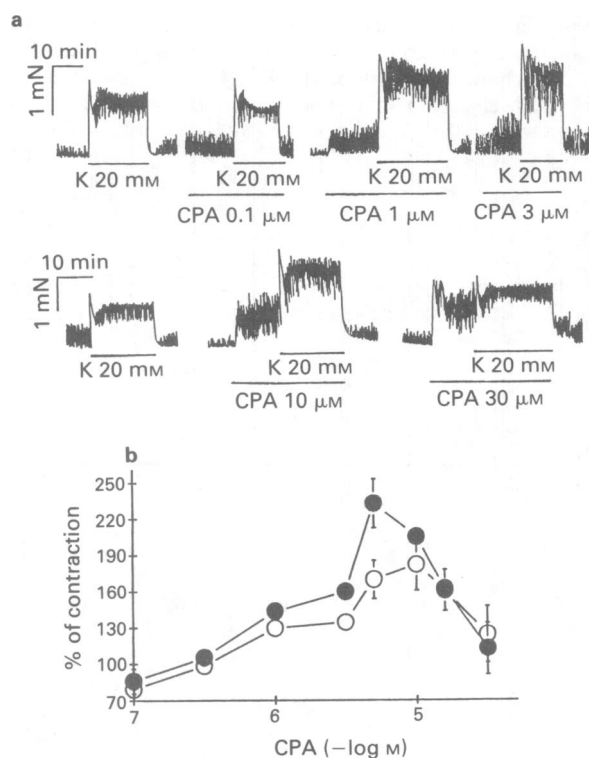 a
10 min
1 mN
K 20 mM K 20 mM K 20 mM K 20 mM
CPA 0.1 μM CPA 1 μM CPA 3 μM
10 min
1 mN
K 20 mM K 20 mM K 20 mM
CPA 10 μM CPA 30 μM
b
% of contraction
250
220
190
160
130
100
70
7 6 5
CPA (−log M)